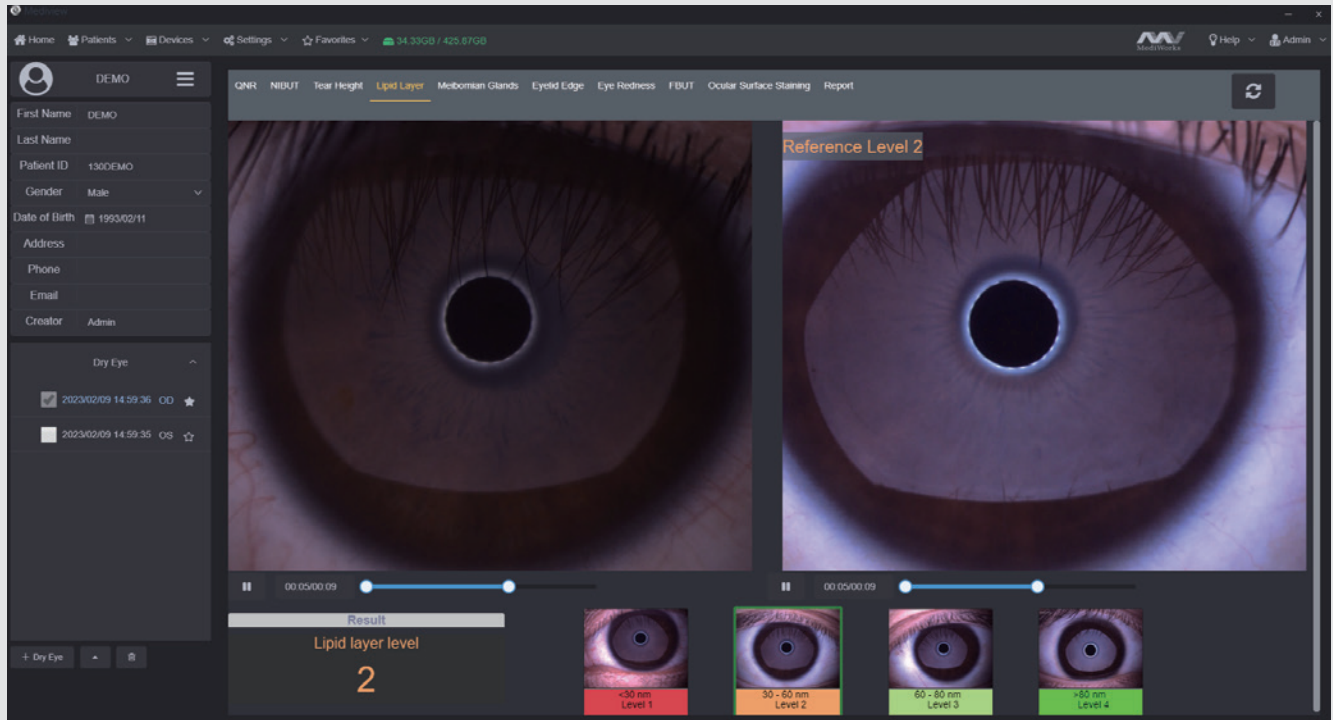 Mediview
Home Patients Devices Settings Favorites 34.33GB / 425.87GB MediWorks Help Admin
DEMO
First Name DEMO
Last Name
Patient ID 130DEMO
Gender Male
Date of Birth 1993/02/11
Address
Phone
Email
Creator Admin
Dry Eye
2023/02/09 14:59:36 OD
2023/02/09 14:59:35 OS
+ Dry Eye
QNR NIBUT Tear Height Lipid Layer Meibomian Glands Eyelid Edge Eye Redness FBUT Ocular Surface Staining Report
Reference Level 2
00:05/00:09
00:05/00:09
Result
Lipid layer level
2
<30 nm
Level 1
30 - 60 nm
Level 2
60 - 80 nm
Level 3
>80 nm
Level 4